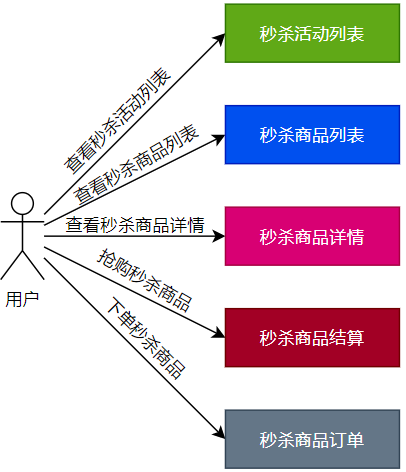 秒杀活动列表
查看秒杀活动列表
秒杀商品列表
查看秒杀商品列表
查看秒杀商品详情
秒杀商品详情
用户
抢购秒杀商品
秒杀商品结算
下单秒杀商品
秒杀商品订单